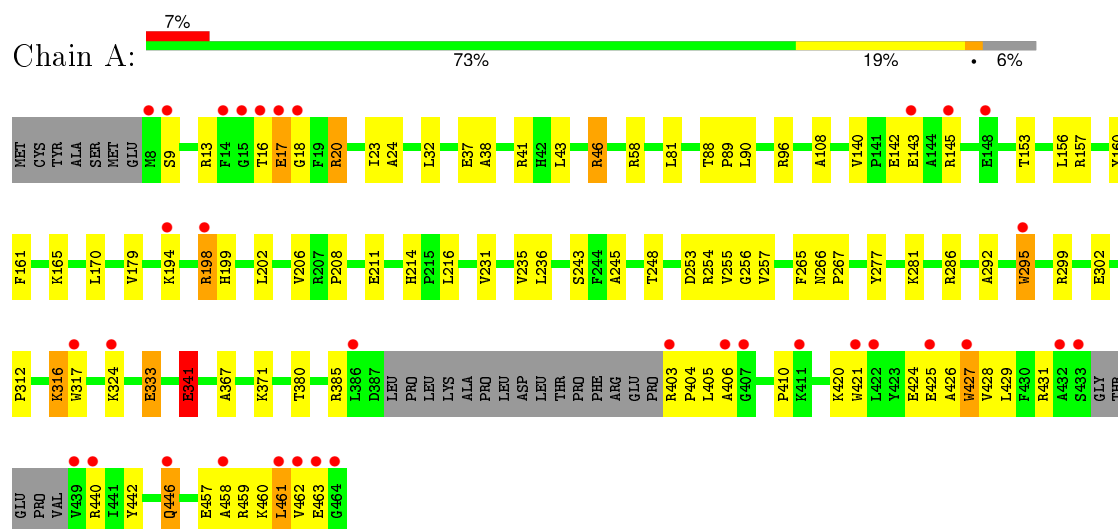 7%
Chain A:
73% 19% • 6%
MET CYS TYR ALA SER MET GLU M8 S9 R13 F14 G15 T16 E17 G18 F19 R20 L23 A24 L32 E37 A38 R41 H42 L43 R46 R58 L81 T88 P89 L90 R96 A108 V140 P141 E142 E143 A144 R145 E148 T153 L156 R157 Y160
F161 K165 L170 V179 K194 R198 H199 L202 V206 R207 P208 E211 H214 P215 L216 V231 V235 L236 S243 F244 A245 T248 D253 R254 V255 G256 V257 F265 N266 P267 Y277 K281 R286 A292 W295 R299 E302
P312 K316 W317 K324 E333 E341 A367 K371 T380 R385 L386 D387 LEU PRO LEU LYS ALA PRO LEU ASP LEU THR PRO PHE ARG GLU PRO R403 P404 L405 A406 G407 P410 K411 K420 W421 L422 Y423 E424 E425 A426 W427 V428 L429 F430 R431 A432 S433 GLY THR
GLU PRO VAL V439 R440 I441 Y442 Q446 E457 A458 R459 K460 L461 V462 E463 G464